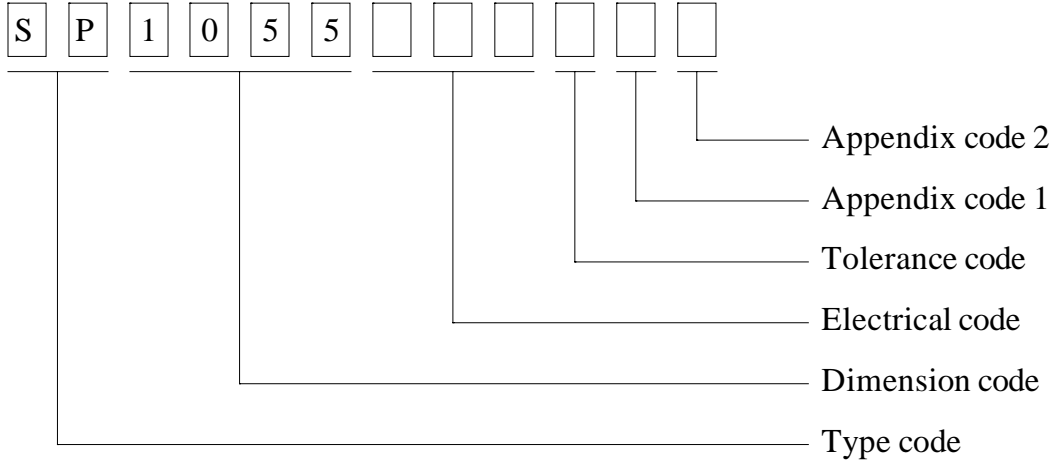 S P 1 0 5 5
Appendix code 2
Appendix code 1
Tolerance code
Electrical code
Dimension code
Type code